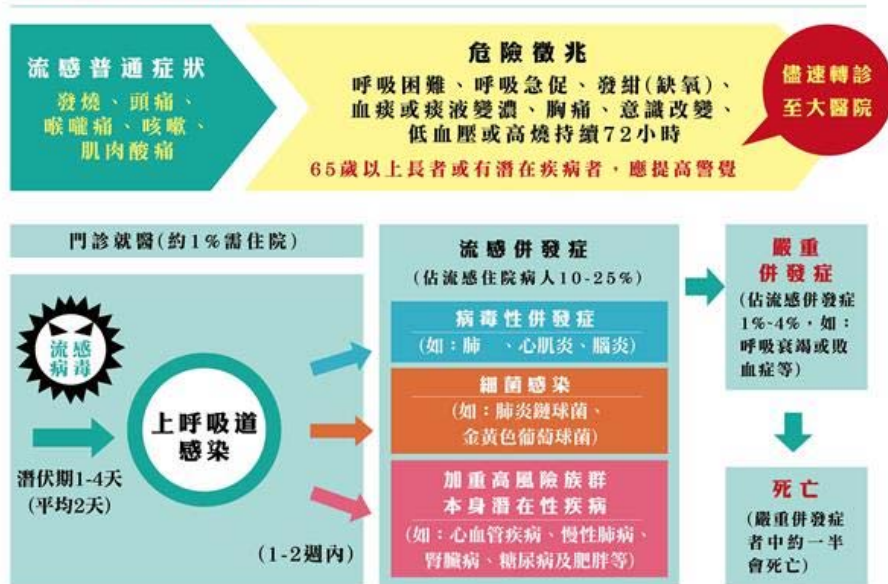 流感普通症狀
發燒、頭痛、
喉嚨痛、咳嗽、
肌肉酸痛
危險徵兆
呼吸困難、呼吸急促、發紺(缺氧)、
血痰或痰液變濃、胸痛、意識改變、
低血壓或高燒持續72小時
65歲以上長者或有潛在疾病者，應提高警覺
儘速轉診
至大醫院
門診就醫(約1%需住院)
流感
病毒
潛伏期1-4天
(平均2天)
上呼吸道
感染
(1-2週內)
流感併發症
(佔流感住院病人10-25%)
病毒性併發症
(如：肺 、心肌炎、腦炎)
細菌感染
(如：肺炎鏈球菌、
金黃色葡萄球菌)
加重高風險族群
本身潛在性疾病
(如：心血管疾病、慢性肺病、
腎臟病、糖尿病及肥胖等)
嚴重
併發症
(佔流感併發症
1%-4%，如：
呼吸衰竭或敗
血症等)
死亡
(嚴重併發症
者中約一半
會死亡)